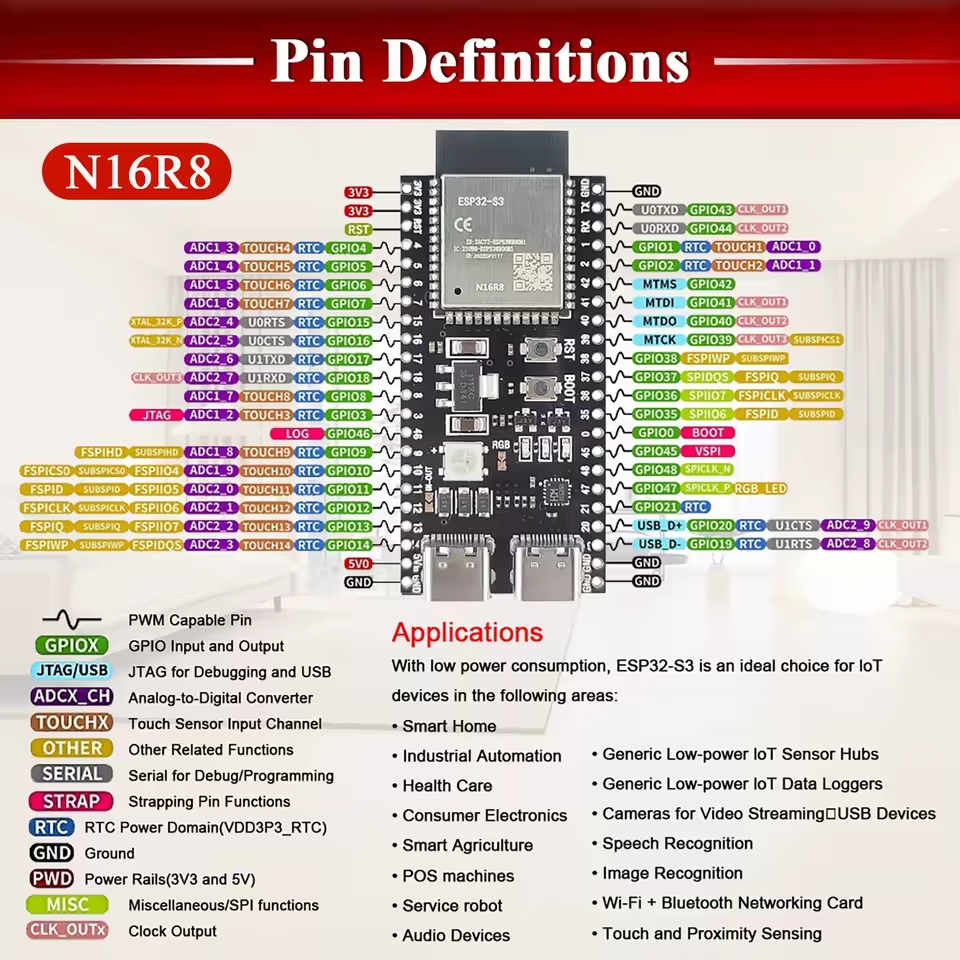 Pin Definitions
N16R8
3V3
3V3
RST
ADC1_3 TOUCH4 RTC GPIO4
ADC1_4 TOUCH5 RTC GPIO5
ADC1_5 TOUCH6 RTC GPIO6
ADC1_6 TOUCH7 RTC GPIO7
XTAL_32K_P ADC2_4 U0RTS RTC GPIO15
XTAL_32K_N ADC2_5 U0CTS RTC GPIO16
ADC2_6 U1TXD RTC GPIO17
CLK_OUT3 ADC2_7 U1RXD RTC GPIO18
ADC1_7 TOUCH8 RTC GPIO8
JTAG ADC1_2 TOUCH3 RTC GPIO3
LOG GPIO46
FSPIHD SUBSPIHD ADC1_8 TOUCH9 RTC GPIO9
FSPICS0 SUBSPICS0 FSPIIO4 ADC1_9 TOUCH10 RTC GPIO10
FSPID SUBSPID FSPIIO5 ADC2_0 TOUCH11 RTC GPIO11
FSPICLK SUBSPICLK FSPIIO6 ADC2_1 TOUCH12 RTC GPIO12
FSPIQ SUBSPIQ FSPIIO7 ADC2_2 TOUCH13 RTC GPIO13
FSPIWP SUBSPIWP FSPIDQS ADC2_3 TOUCH14 RTC GPIO14
5V0
GND
3V3
3V3
RST
4
5
6
7
15
16
17
18
8
3
46
9
10
11
12
13
ESP32-S3
CE
N16R8
RST
BOOT
RGB
IN-OUT
GND
TX
RX
1
2
42
41
40
39
38
37
36
35
0
45
48
47
21
20
GND
GND
U0TXD GPIO43 CLK_OUT1
U0RXD GPIO44 CLK_OUT2
GPIO1 RTC TOUCH1 ADC1_0
GPIO2 RTC TOUCH2 ADC1_1
MTMS GPIO42
MTDI GPIO41 CLK_OUT1
MTDO GPIO40 CLK_OUT2
MTCK GPIO39 CLK_OUT3 SUBSPICS1
GPIO38 FSPIWP SUBSPIWP
GPIO37 SPIDQS FSPIQ SUBSPIQ
GPIO36 SPIIO7 FSPICLK SUBSPICLK
GPIO35 SPIIO6 FSPID SUBSPID
GPIO0 BOOT
GPIO45 VSPI
GPIO48 SPICLK_N
GPIO47 SPICLK_P RGB_LED
GPIO21 RTC
USB_D+ GPIO20 RTC U1CTS ADC2_9 CLK_OUT1
USB_D- GPIO19 RTC U1RTS ADC2_8 CLK_OUT2
GND
GND
PWM Capable Pin
GPIOX GPIO Input and Output
JTAG/USB JTAG for Debugging and USB
ADCX_CH Analog-to-Digital Converter
TOUCHX Touch Sensor Input Channel
OTHER Other Related Functions
SERIAL Serial for Debug/Programming
STRAP Strapping Pin Functions
RTC RTC Power Domain(VDD3P3_RTC)
GND Ground
PWD Power Rails(3V3 and 5V)
MISC Miscellaneous/SPI functions
CLK_OUTx Clock Output
Applications
With low power consumption, ESP32-S3 is an ideal choice for IoT
devices in the following areas:
• Smart Home
• Industrial Automation
• Health Care
• Consumer Electronics
• Smart Agriculture
• POS machines
• Service robot
• Audio Devices
• Generic Low-power IoT Sensor Hubs
• Generic Low-power IoT Data Loggers
• Cameras for Video Streaming□USB Devices
• Speech Recognition
• Image Recognition
• Wi-Fi + Bluetooth Networking Card
• Touch and Proximity Sensing